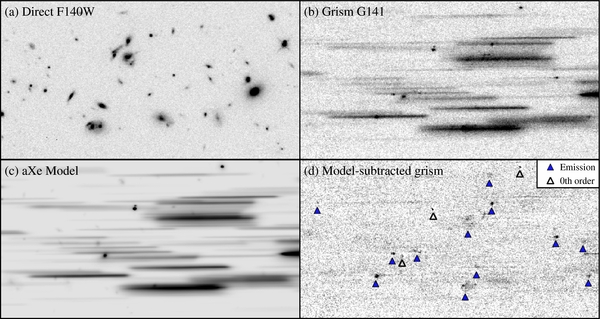 (a) Direct F140W
(b) Grism G141
(c) aXe Model
(d) Model-subtracted grism
Emission
0th order